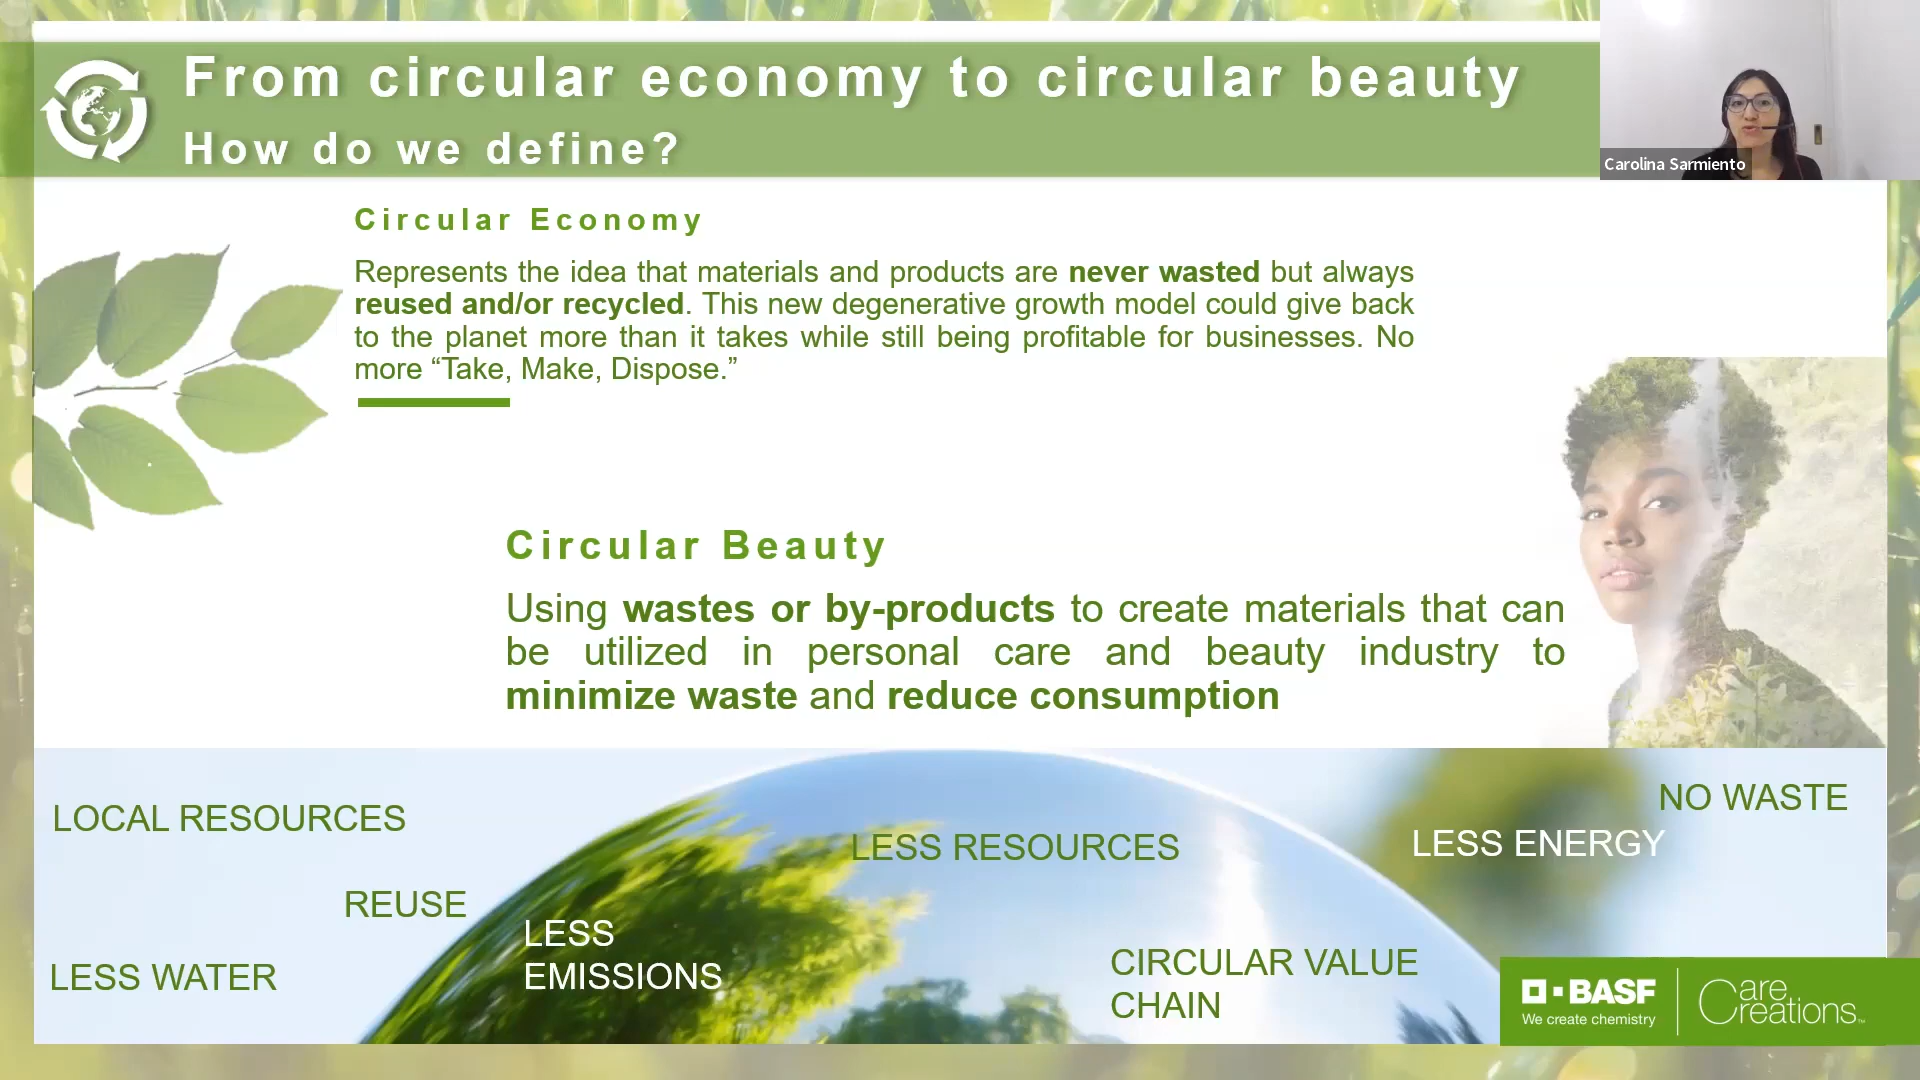 From circular economy to circular beauty
How do we define?
Carolina Sarmiento
Circular Economy
Represents the idea that materials and products are never wasted but always
reused and/or recycled. This new degenerative growth model could give back
to the planet more than it takes while still being profitable for businesses. No
more “Take, Make, Dispose.”
Circular Beauty
Using wastes or by-products to create materials that can
be utilized in personal care and beauty industry to
minimize waste and reduce consumption
NO WASTE
LOCAL RESOURCES
LESS RESOURCES
LESS ENERGY
REUSE
LESS
EMISSIONS
LESS WATER
CIRCULAR VALUE
CHAIN
BASF
We create chemistry
Care
Creations™